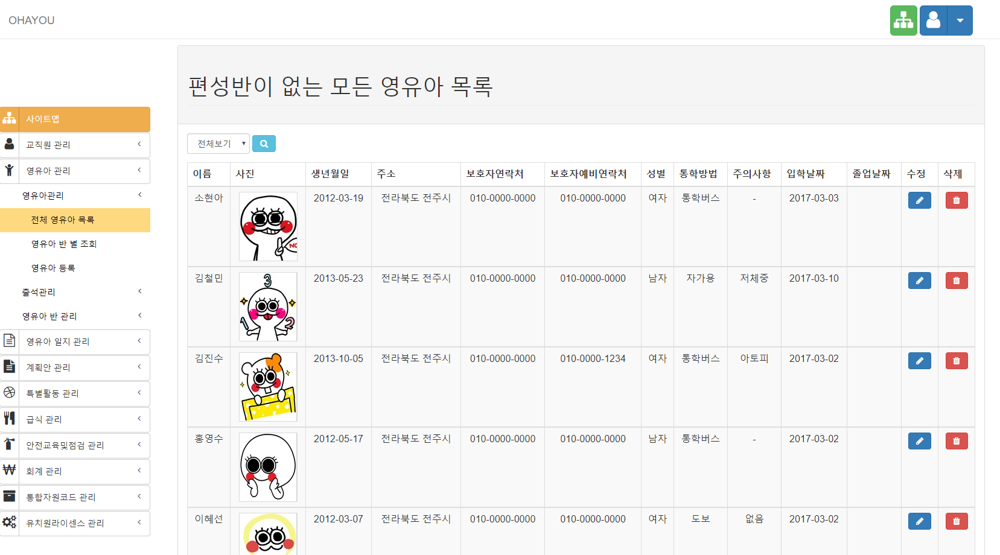 OHAYOU
사이트맵
교직원 관리
영유아 관리
영유아관리
전체 영유아 목록
영유아 반 별 조회
영유아 등록
출석관리
영유아 반 관리
영유아 일지 관리
계획안 관리
특별활동 관리
급식 관리
안전교육및점검 관리
회계 관리
통합자원코드 관리
유치원라이센스 관리
편성반이 없는 모든 영유아 목록
전체보기
이름 사진 생년월일 주소 보호자연락처 보호자예비연락처 성별 통학방법 주의사항 입학날짜 졸업날짜 수정 삭제
소현아 2012-03-19 전라북도 전주시 010-0000-0000 010-0000-0000 여자 통학버스 - 2017-03-03
NO
김철민 2013-05-23 전라북도 전주시 010-0000-0000 010-0000-0000 남자 자가용 저체중 2017-03-10
3
1 2
김진수 2013-10-05 전라북도 전주시 010-0000-0000 010-0000-1234 여자 통학버스 아토피 2017-03-02
홍영수 2012-05-17 전라북도 전주시 010-0000-0000 010-0000-0000 남자 통학버스 - 2017-03-02
이혜선 2012-03-07 전라북도 전주시 010-0000-0000 010-0000-0000 여자 도보 없음 2017-03-02